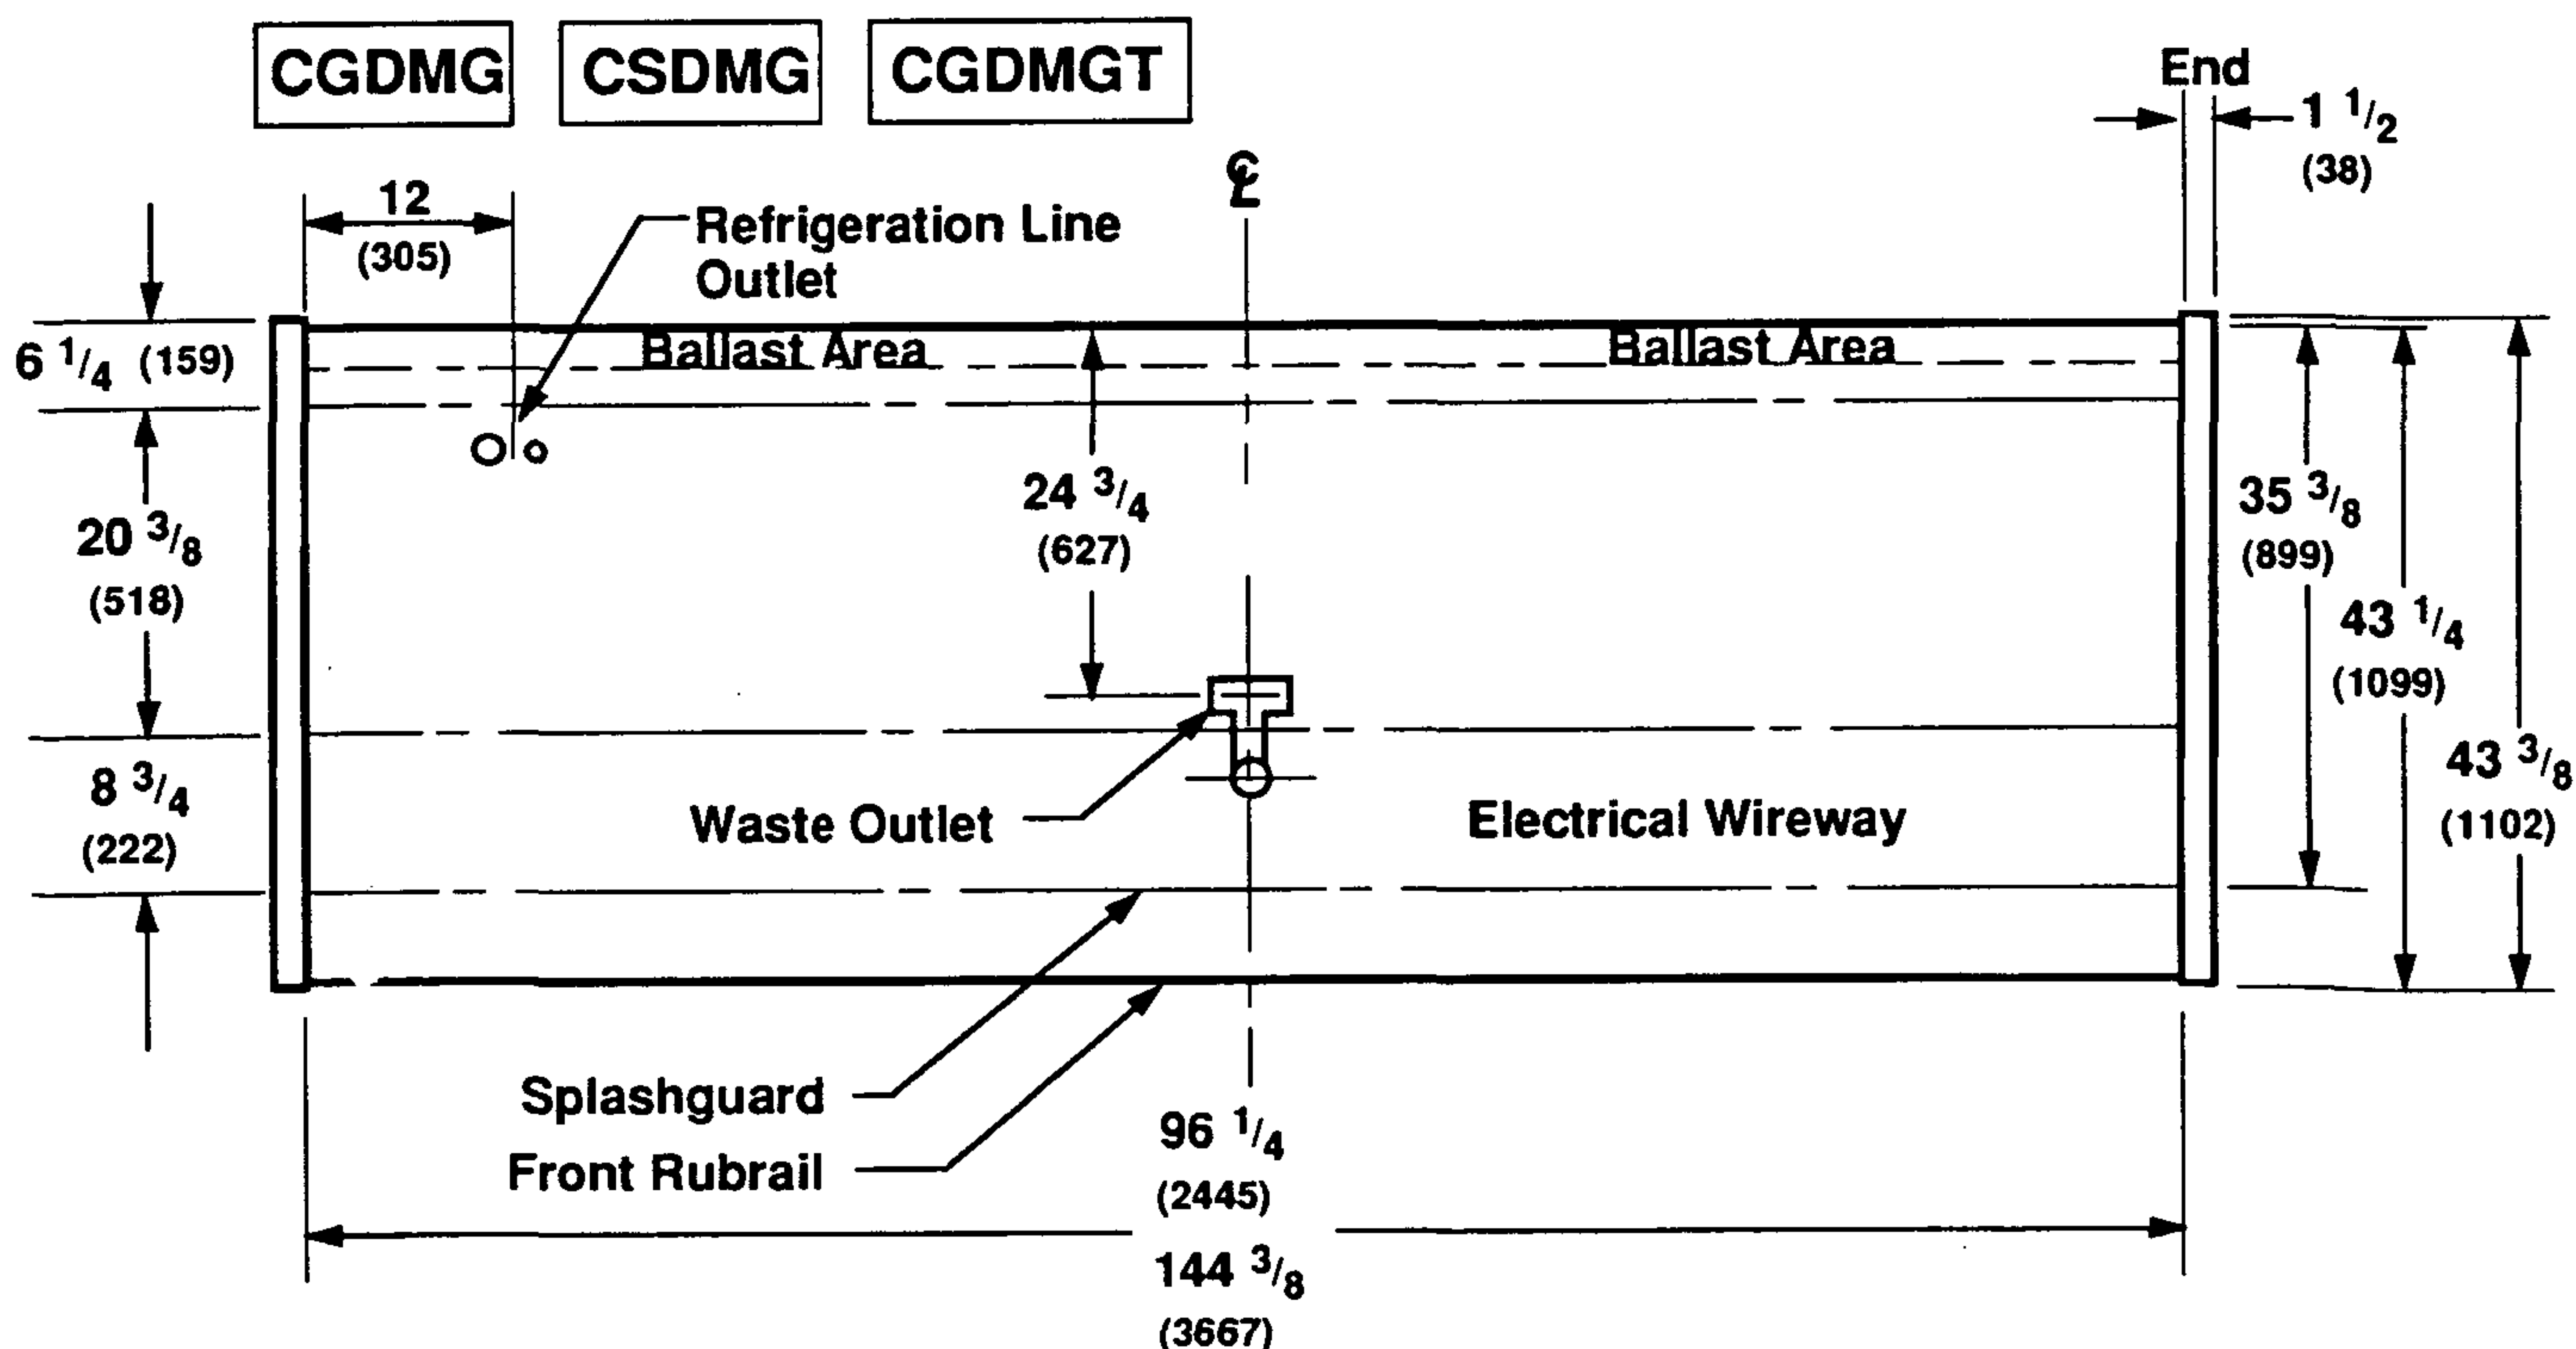 CGDMG
CSDMG
CGDMGT
End
1 1/2
(38)
℄
12
(305)
Refrigeration Line
Outlet
Ballast Area
Ballast Area
6 1/4 (159)
24 3/4
(627)
35 3/8
(899)
20 3/8
(518)
43 1/4
(1099)
43 3/8
(1102)
8 3/4
(222)
Waste Outlet
Electrical Wireway
Splashguard
Front Rubrail
96 1/4
(2445)
144 3/8
(3667)